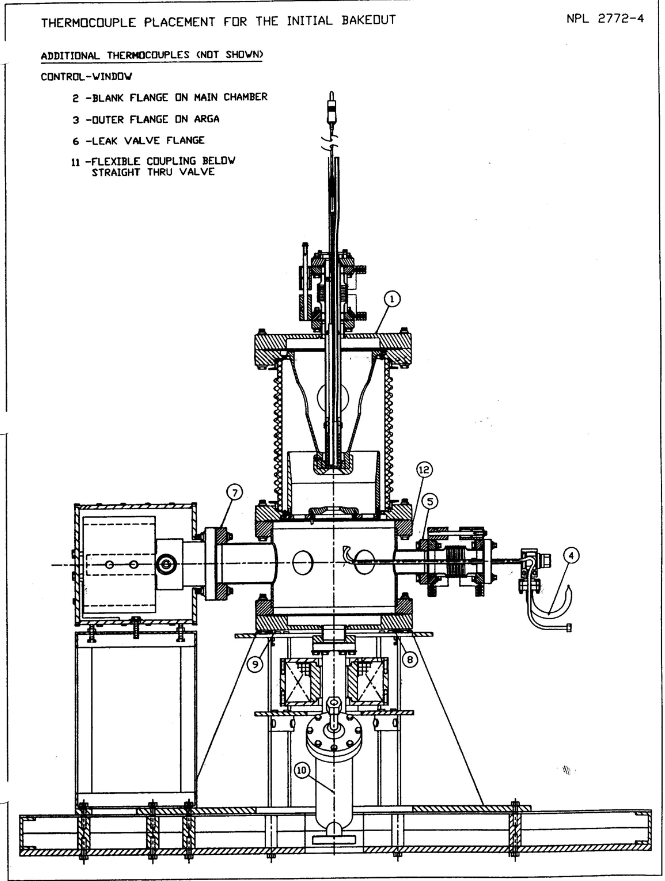 THERMOCOUPLE PLACEMENT FOR THE INITIAL BAKEOUT
NPL 2772-4
ADDITIONAL THERMOCOUPLES (NOT SHOWN)
CONTROL-WINDOW
2 -BLANK FLANGE ON MAIN CHAMBER
3 -OUTER FLANGE ON ARGA
6 -LEAK VALVE FLANGE
11 -FLEXIBLE COUPLING BELOW
STRAIGHT THRU VALVE
1
12
7
5
4
9
8
10